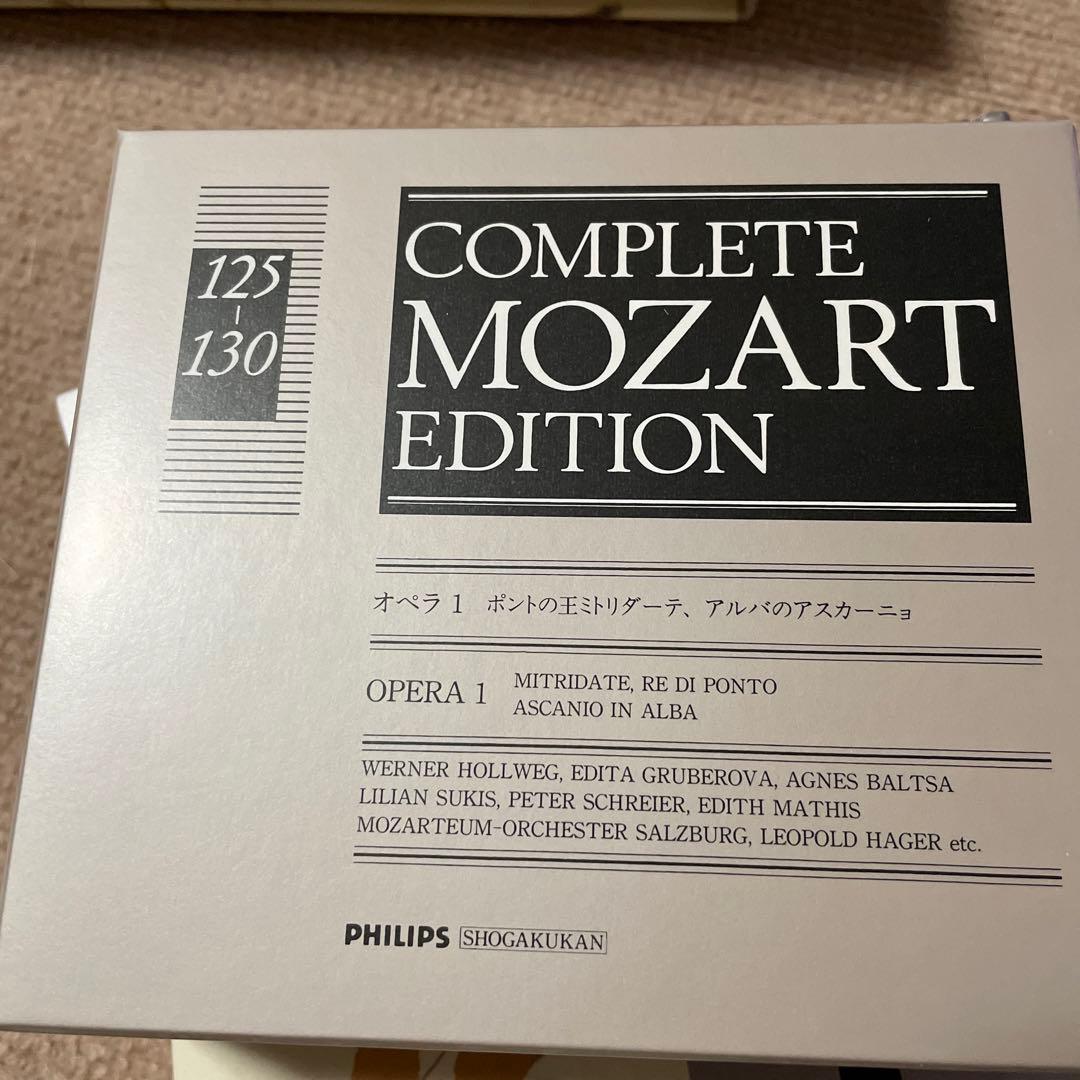 125
-
130
COMPLETE
MOZART
EDITION
オペラ 1 ポントの王ミトリダーテ、アルバのアスカーニョ
OPERA 1
MITRIDATE, RE DI PONTO
ASCANIO IN ALBA
WERNER HOLLWEG, EDITA GRUBEROVA, AGNES BALTSA
LILIAN SUKIS, PETER SCHREIER, EDITH MATHIS
MOZARTEUM-ORCHESTER SALZBURG, LEOPOLD HAGER etc.
PHILIPS SHOGAKUKAN